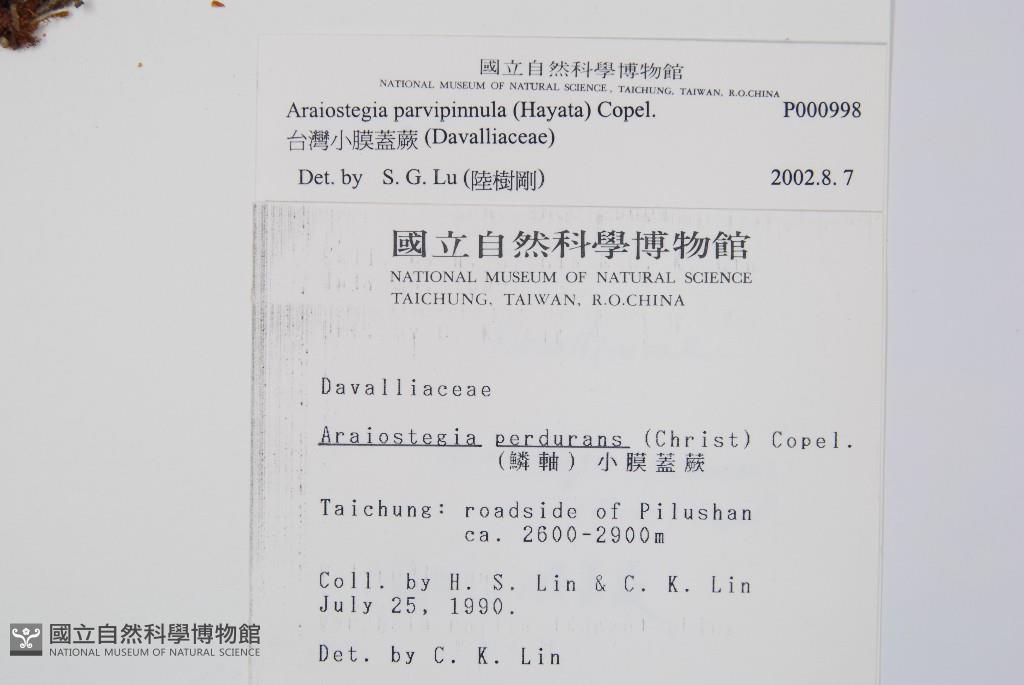 國立自然科學博物館
NATIONAL MUSEUM OF NATURAL SCIENCE, TAICHUNG, TAIWAN, R.O.CHINA
Araiostegia parvipinnula (Hayata) Copel. P000998
台灣小膜蓋蕨 (Davalliaceae)
Det. by S. G. Lu (陸樹剛) 2002.8. 7
國立自然科學博物館
NATIONAL MUSEUM OF NATURAL SCIENCE
TAICHUNG, TAIWAN, R.O.CHINA
Davalliaceae
Araiostegia perdurans (Christ) Copel.
(鱗軸) 小膜蓋蕨
Taichung: roadside of Pilushan
ca. 2600-2900m
Coll. by H. S. Lin & C. K. Lin
July 25, 1990.
Det. by C. K. Lin
國立自然科學博物館
NATIONAL MUSEUM OF NATURAL SCIENCE